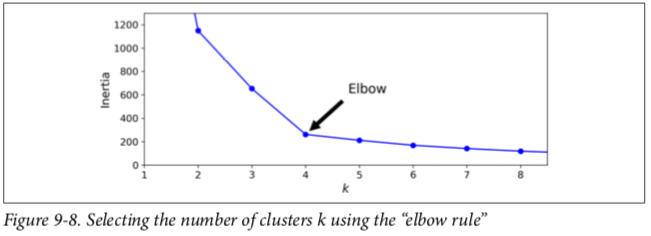 1200
1000
800
600
400
200
0
Inertia
Elbow
1 2 3 4 5 6 7 8
k
Figure 9-8. Selecting the number of clusters k using the “elbow rule”